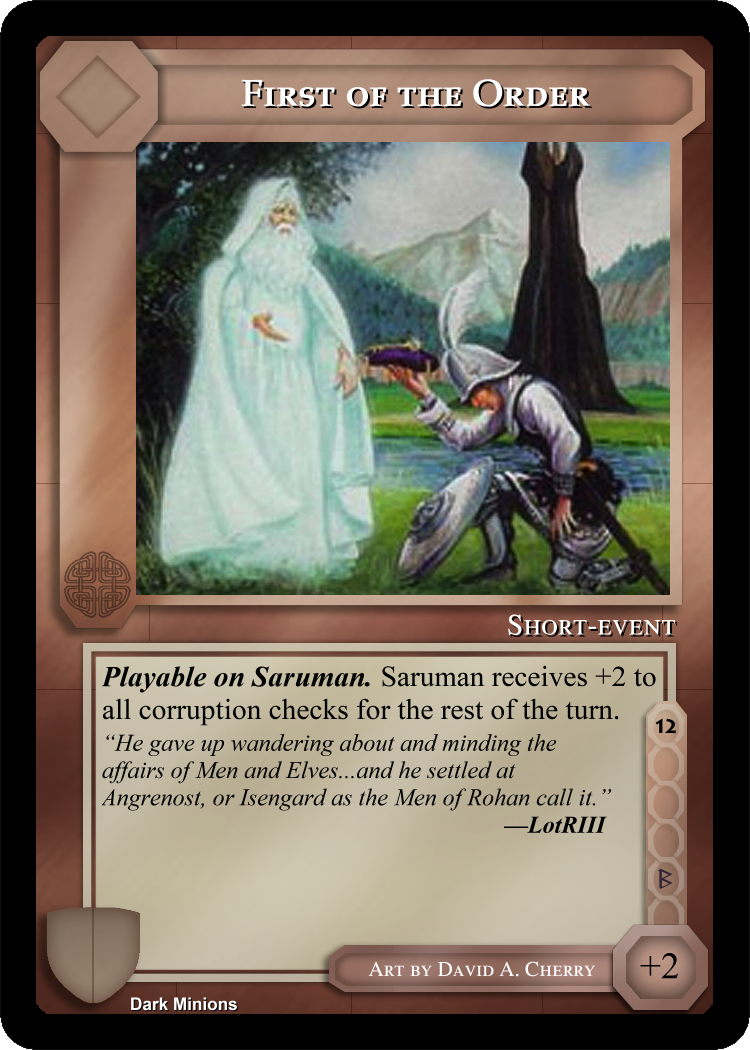 First of the Order
Short-event
Playable on Saruman. Saruman receives +2 to
all corruption checks for the rest of the turn.
“He gave up wandering about and minding the
affairs of Men and Elves...and he settled at
Angrenost, or Isengard as the Men of Rohan call it.”
—LotRIII
12
ᛒ
Art by David A. Cherry
+2
Dark Minions